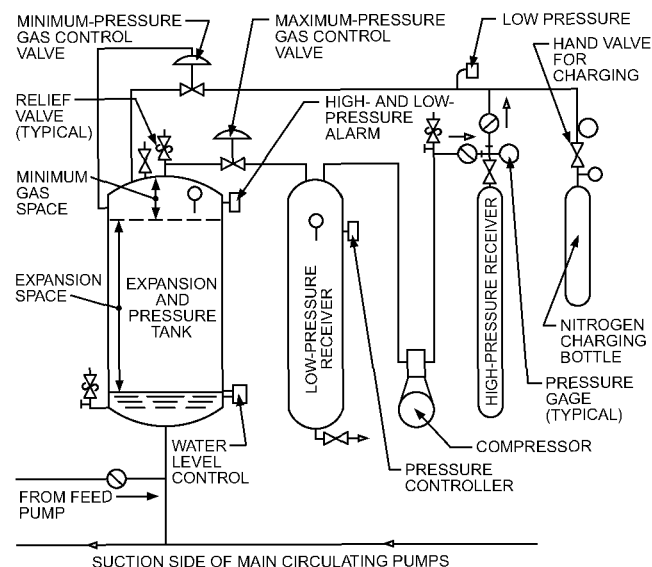 MINIMUM-PRESSURE
GAS CONTROL
VALVE
MAXIMUM-PRESSURE
GAS CONTROL
VALVE
LOW PRESSURE
HAND VALVE
FOR
CHARGING
RELIEF
VALVE
(TYPICAL)
HIGH- AND LOW-
PRESSURE
ALARM
MINIMUM
GAS
SPACE
EXPANSION
SPACE
EXPANSION
AND
PRESSURE
TANK
LOW-PRESSURE
RECEIVER
HIGH-PRESSURE RECEIVER
NITROGEN
CHARGING
BOTTLE
PRESSURE
GAGE
(TYPICAL)
COMPRESSOR
PRESSURE
CONTROLLER
WATER
LEVEL
CONTROL
FROM FEED
PUMP
SUCTION SIDE OF MAIN CIRCULATING PUMPS